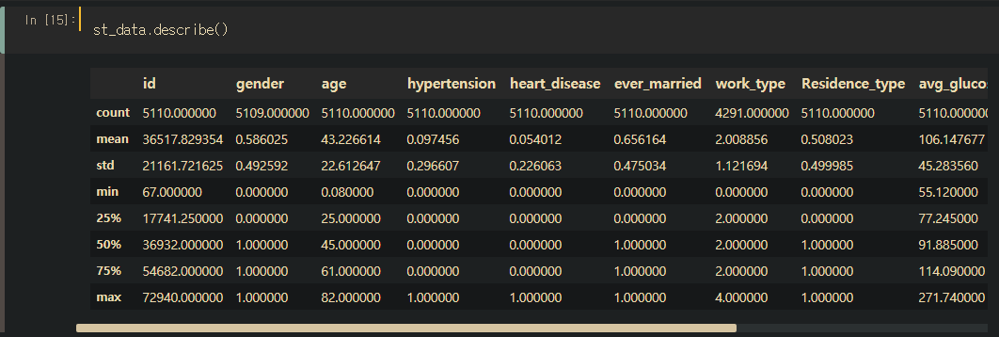 In [15]:
st_data.describe()
id gender age hypertension heart_disease ever_married work_type Residence_type avg_gluco
count 5110.000000 5109.000000 5110.000000 5110.000000 5110.000000 5110.000000 4291.000000 5110.000000 5110.000000
mean 36517.829354 0.586025 43.226614 0.097456 0.054012 0.656164 2.008856 0.508023 106.147677
std 21161.721625 0.492592 22.612647 0.296607 0.226063 0.475034 1.121694 0.499985 45.283560
min 67.000000 0.000000 0.080000 0.000000 0.000000 0.000000 0.000000 0.000000 55.120000
25% 17741.250000 0.000000 25.000000 0.000000 0.000000 0.000000 2.000000 0.000000 77.245000
50% 36932.000000 1.000000 45.000000 0.000000 0.000000 1.000000 2.000000 1.000000 91.885000
75% 54682.000000 1.000000 61.000000 0.000000 0.000000 1.000000 2.000000 1.000000 114.090000
max 72940.000000 1.000000 82.000000 1.000000 1.000000 1.000000 4.000000 1.000000 271.740000